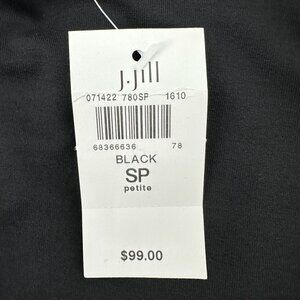 J.Jill
071422 780SP 1610
68366636 78
BLACK
SP
petite
$99.00